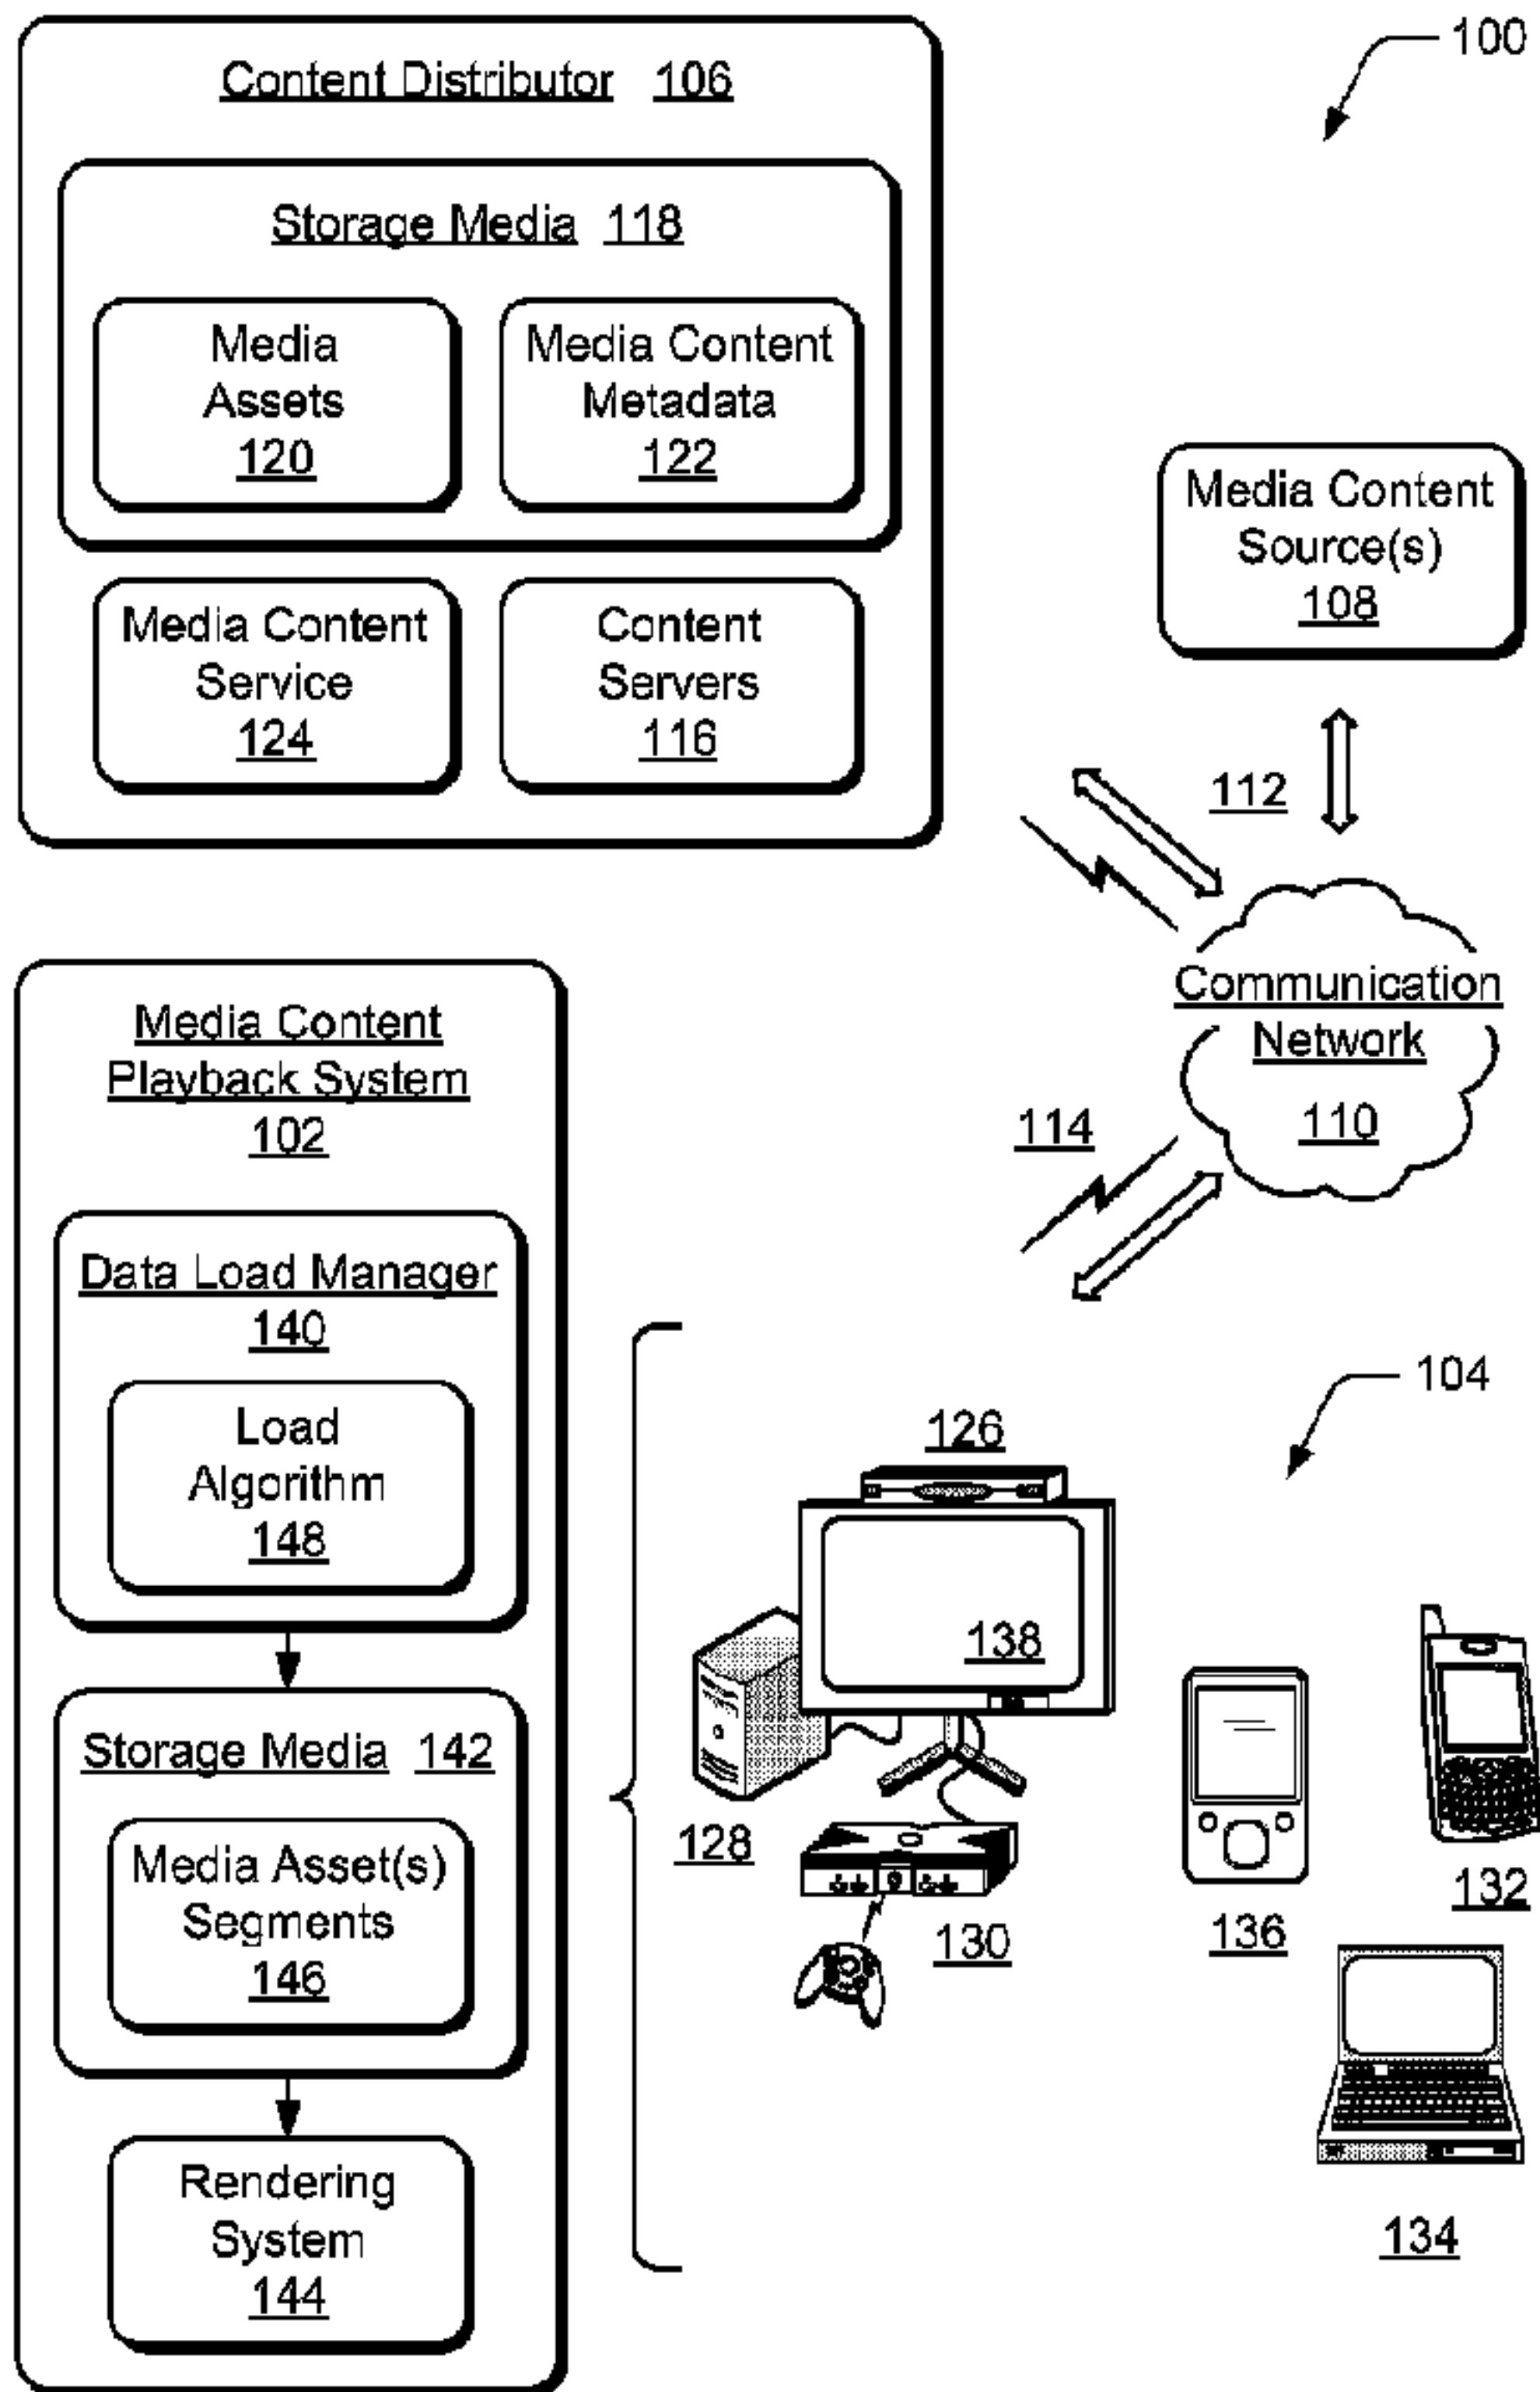 100
Content Distributor 106
Storage Media 118
Media
Assets
120
Media Content
Metadata
122
Media Content
Service
124
Content
Servers
116
Media Content
Source(s)
108
112
Communication
Network
110
114
Media Content
Playback System
102
Data Load Manager
140
Load
Algorithm
148
Storage Media 142
Media Asset(s)
Segments
146
Rendering
System
144
104
126
138
128
130
136
132
134